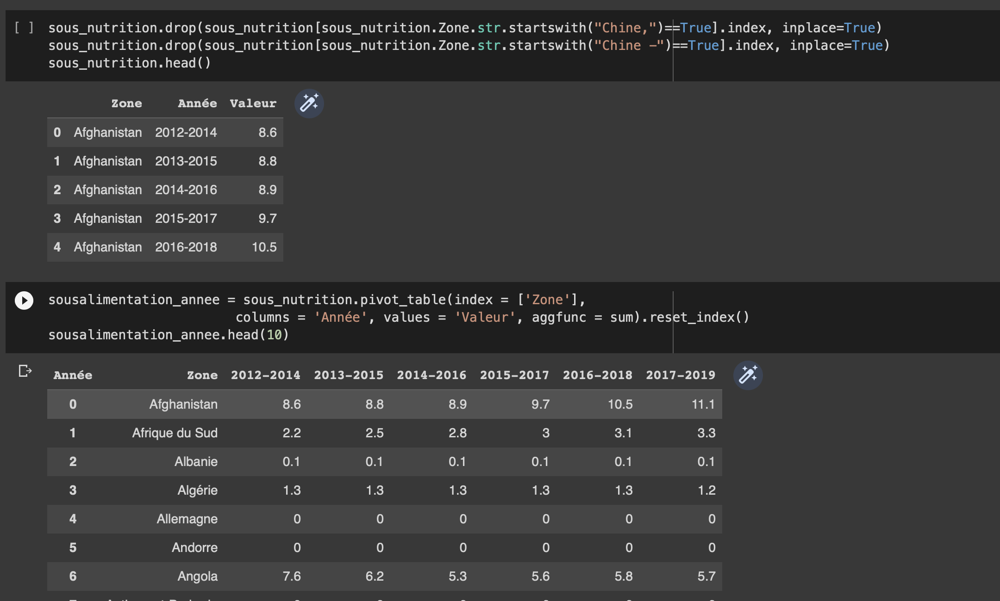 [ ] sous_nutrition.drop(sous_nutrition[sous_nutrition.Zone.str.startswith("Chine,")==True].index, inplace=True)
sous_nutrition.drop(sous_nutrition[sous_nutrition.Zone.str.startswith("Chine -")==True].index, inplace=True)
sous_nutrition.head()
Zone Année Valeur
0 Afghanistan 2012-2014 8.6
1 Afghanistan 2013-2015 8.8
2 Afghanistan 2014-2016 8.9
3 Afghanistan 2015-2017 9.7
4 Afghanistan 2016-2018 10.5
sousalimentation_annee = sous_nutrition.pivot_table(index = ['Zone'],
columns = 'Année', values = 'Valeur', aggfunc = sum).reset_index()
sousalimentation_annee.head(10)
Année Zone 2012-2014 2013-2015 2014-2016 2015-2017 2016-2018 2017-2019
0 Afghanistan 8.6 8.8 8.9 9.7 10.5 11.1
1 Afrique du Sud 2.2 2.5 2.8 3 3.1 3.3
2 Albanie 0.1 0.1 0.1 0.1 0.1 0.1
3 Algérie 1.3 1.3 1.3 1.3 1.3 1.2
4 Allemagne 0 0 0 0 0 0
5 Andorre 0 0 0 0 0 0
6 Angola 7.6 6.2 5.3 5.6 5.8 5.7